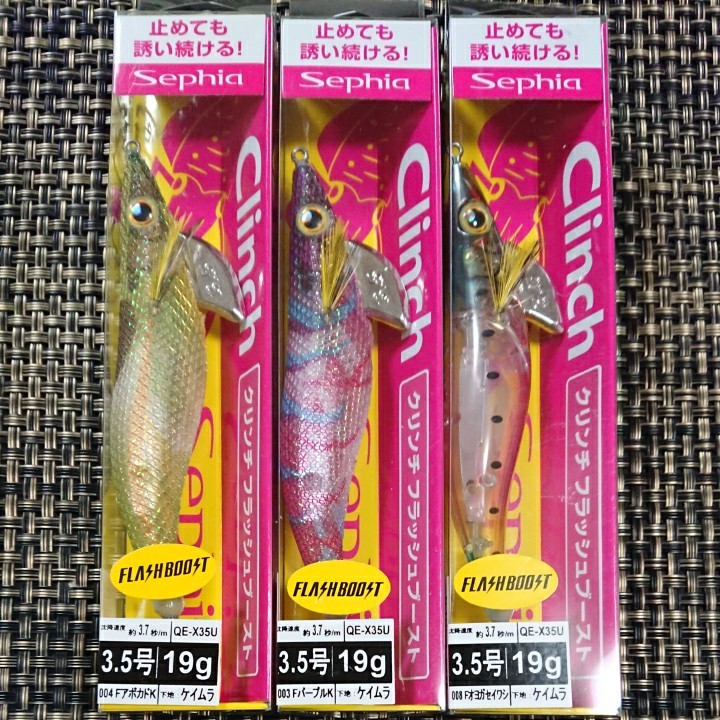 止めても
誘い続ける!
Sephia
Clinch
クリンチ フラッシュブースト
FLASHBOOST
沈降速度 約3.7秒/m QE-X35U
3.5号 19g
004 FアボカドK 下地: ケイムラ
止めても
誘い続ける!
Sephia
Clinch
クリンチ フラッシュブースト
FLASHBOOST
沈降速度 約3.7秒/m QE-X35U
3.5号 19g
003 FパープルK 下地: ケイムラ
止めても
誘い続ける!
Sephia
Clinch
クリンチ フラッシュブースト
FLASHBOOST
沈降速度 約3.7秒/m QE-X35U
3.5号 19g
008 Fオヨガセイワシ 下地: ケイムラ